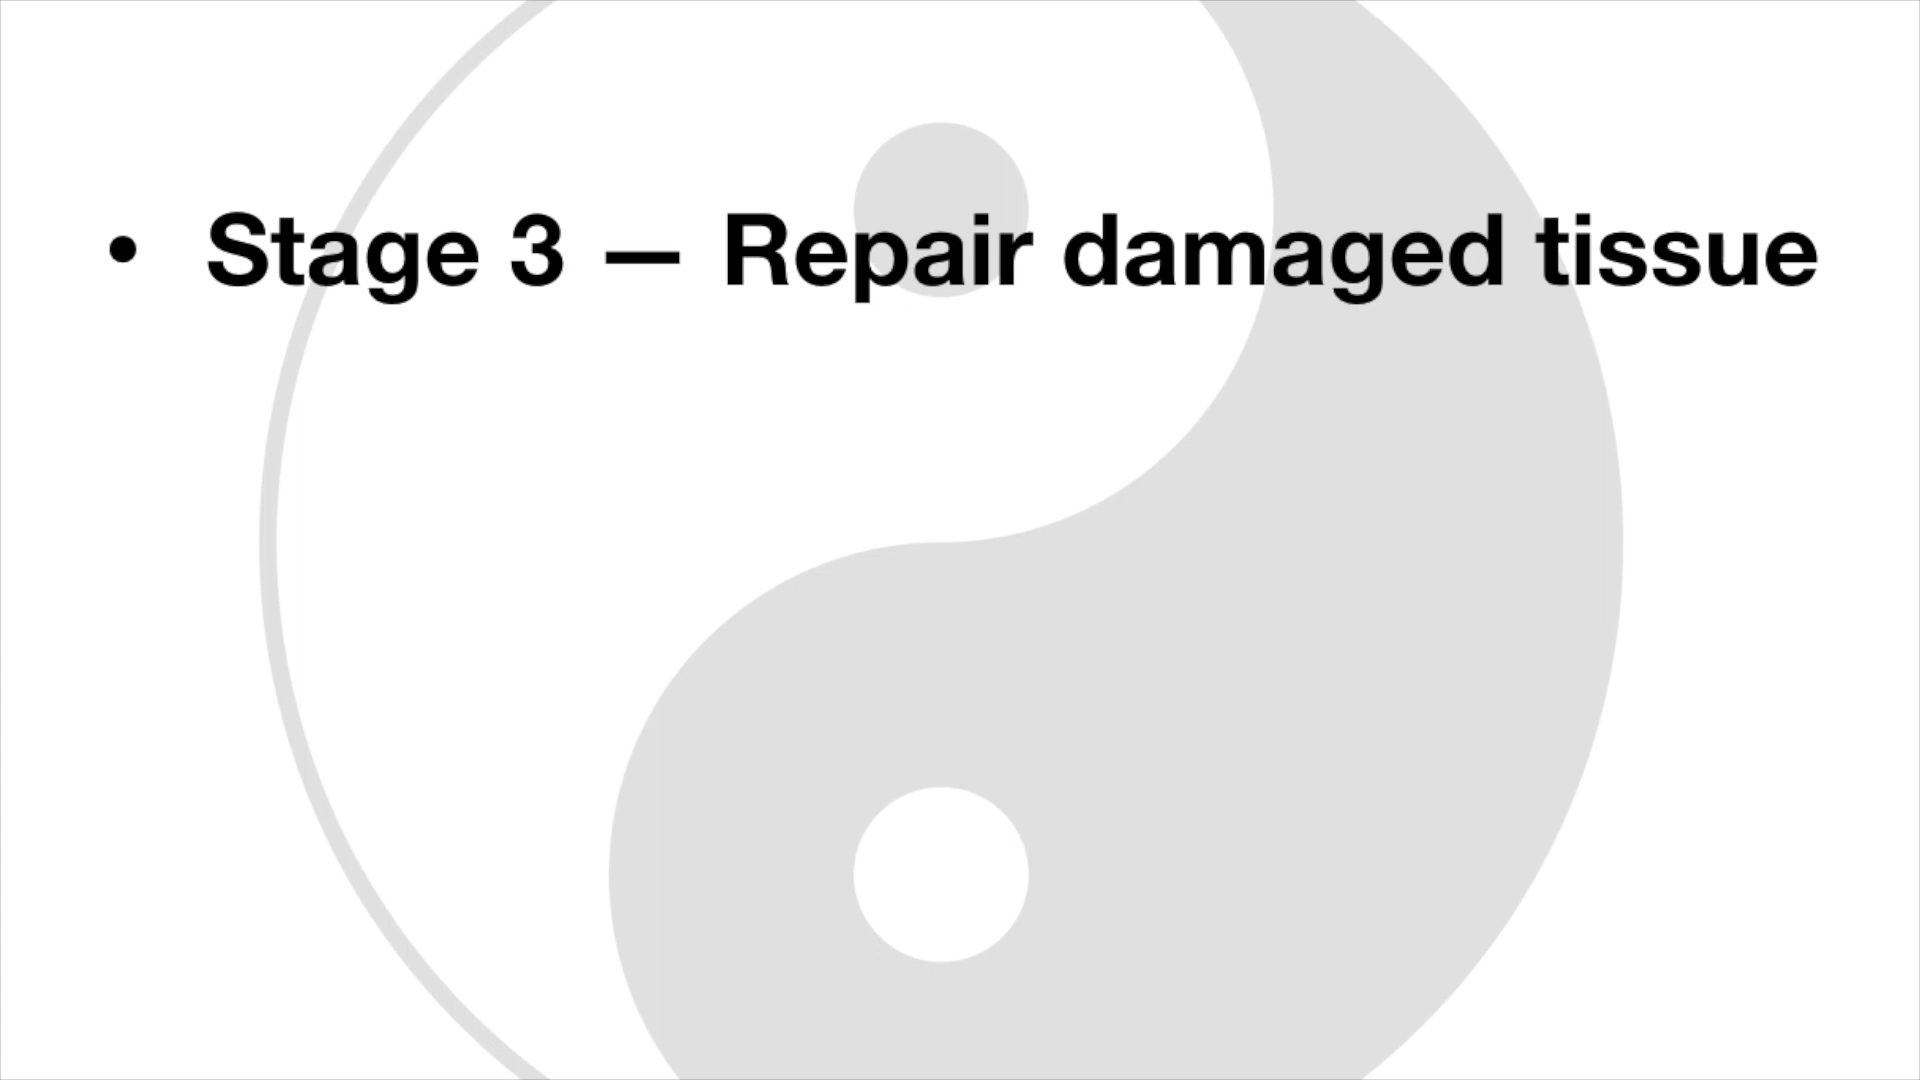 • Stage 3 — Repair damaged tissue